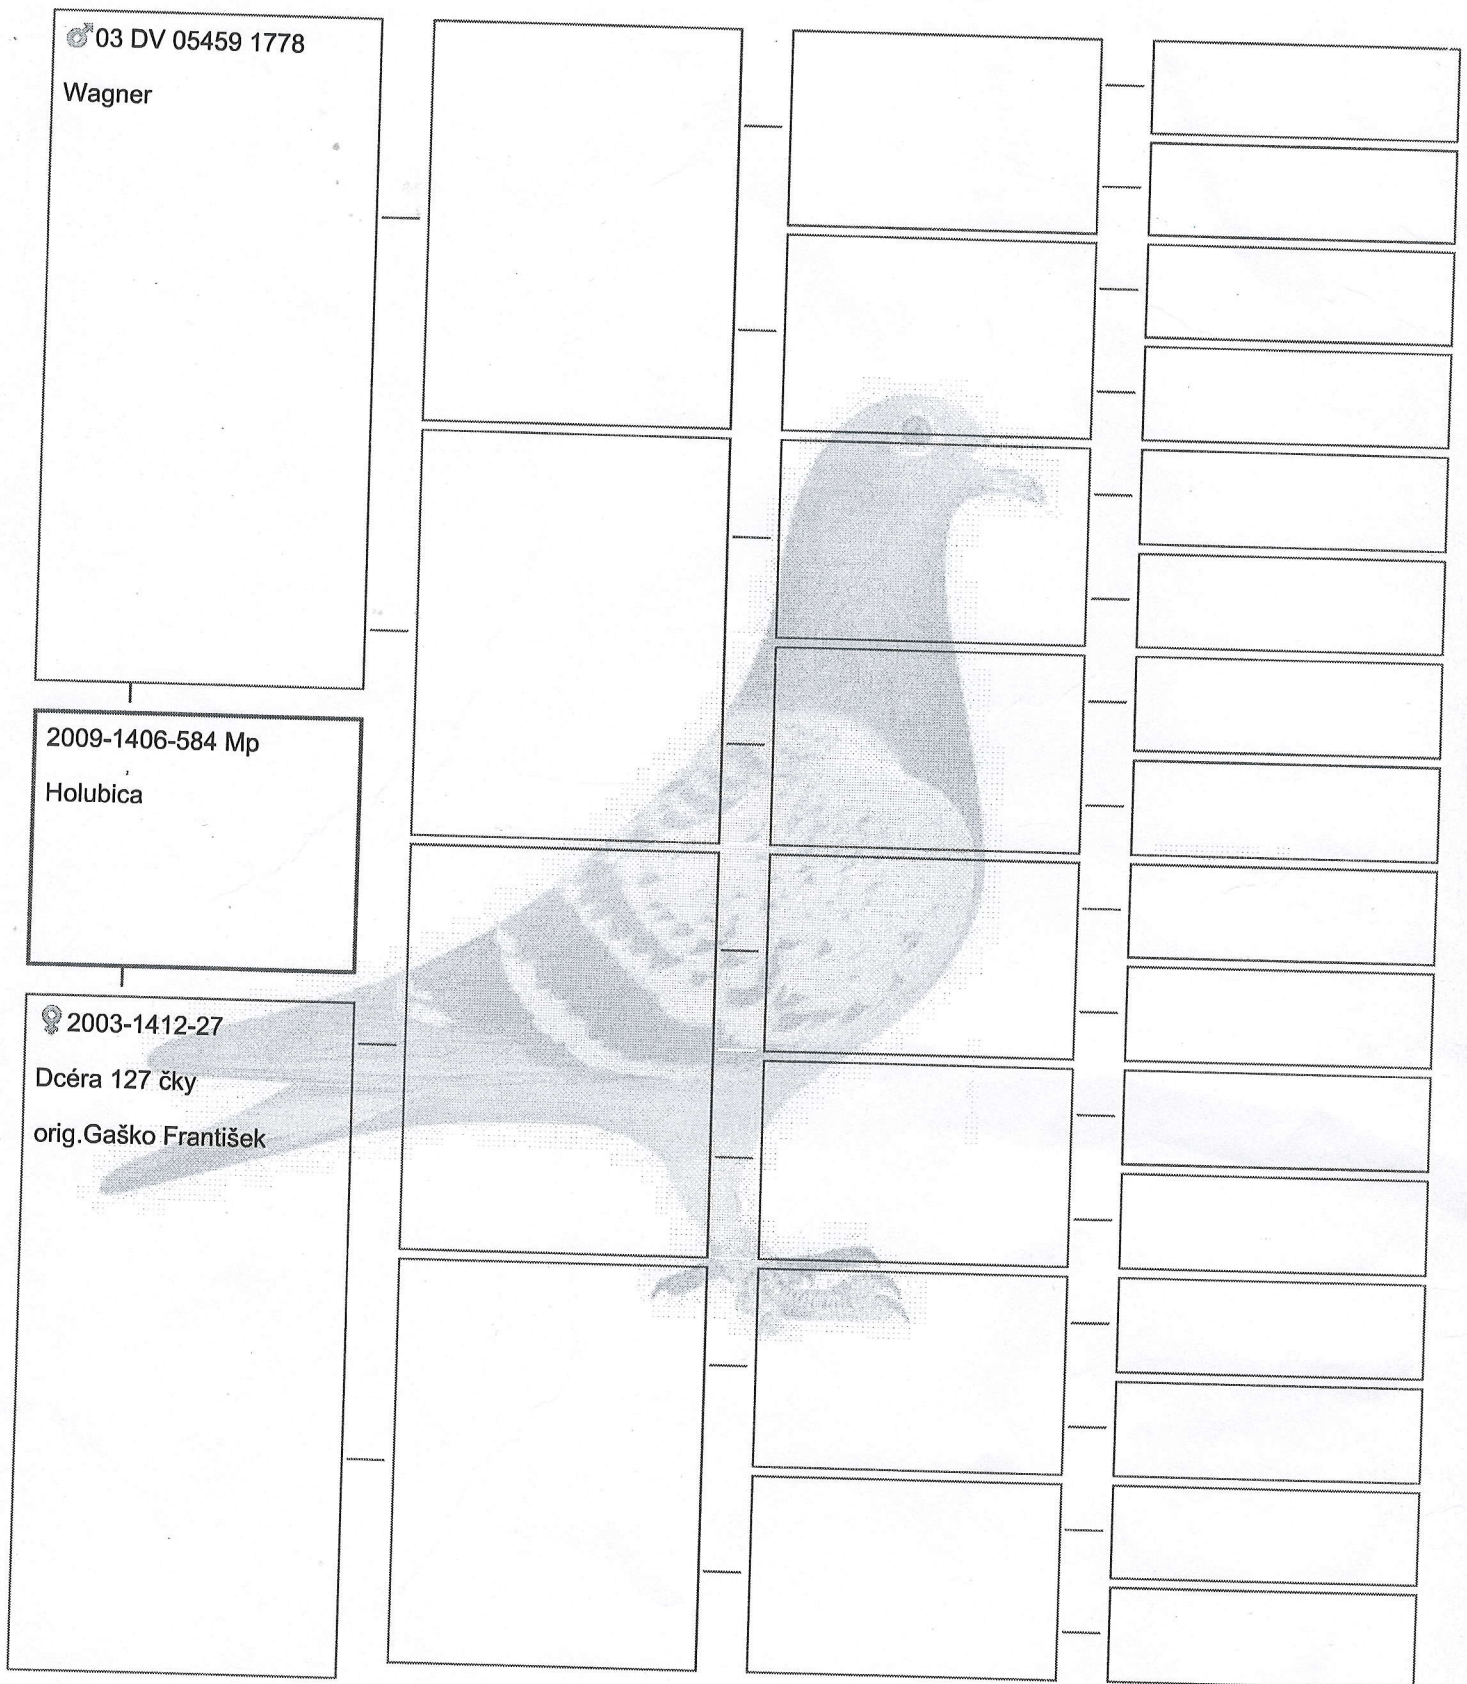 ♂03 DV 05459 1778
Wagner
2009-1406-584 Mp
Holubica
♀2003-1412-27
Dcéra 127 čky
orig.Gaško František